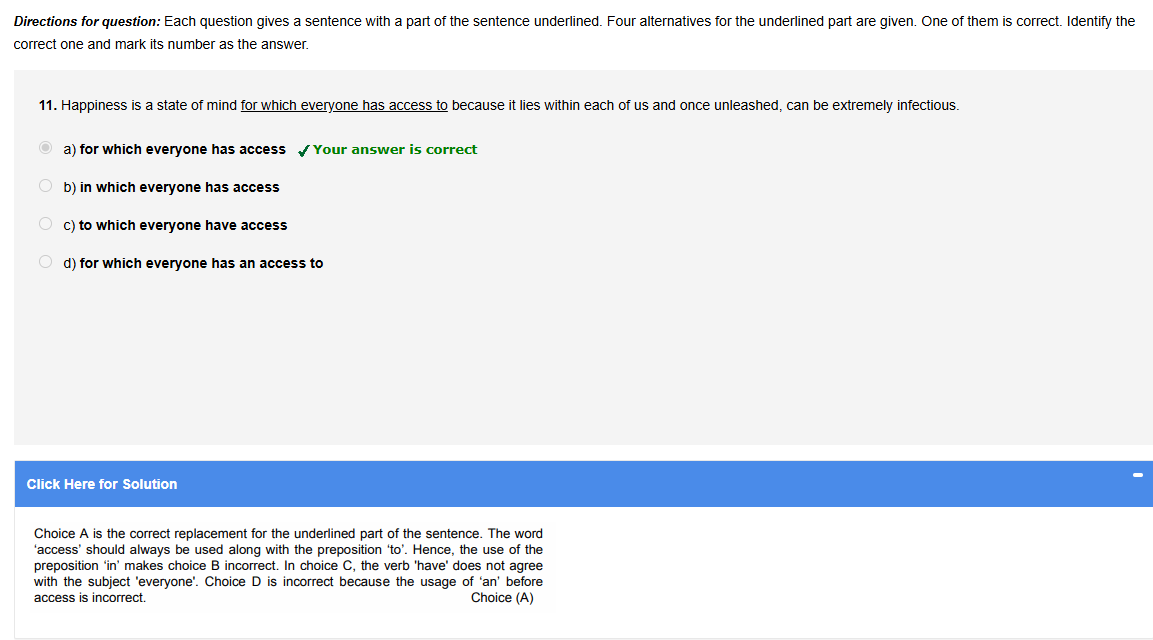 Directions for question: Each question gives a sentence with a part of the sentence underlined. Four alternatives for the underlined part are given. One of them is correct. Identify the
correct one and mark its number as the answer.
11. Happiness is a state of mind for which everyone has access to because it lies within each of us and once unleashed, can be extremely infectious.
a) for which everyone has access ✓Your answer is correct
b) in which everyone has access
c) to which everyone have access
d) for which everyone has an access to
Click Here for Solution
Choice A is the correct replacement for the underlined part of the sentence. The word
‘access’ should always be used along with the preposition ‘to’. Hence, the use of the
preposition ‘in’ makes choice B incorrect. In choice C, the verb 'have' does not agree
with the subject 'everyone'. Choice D is incorrect because the usage of ‘an’ before
access is incorrect. Choice (A)